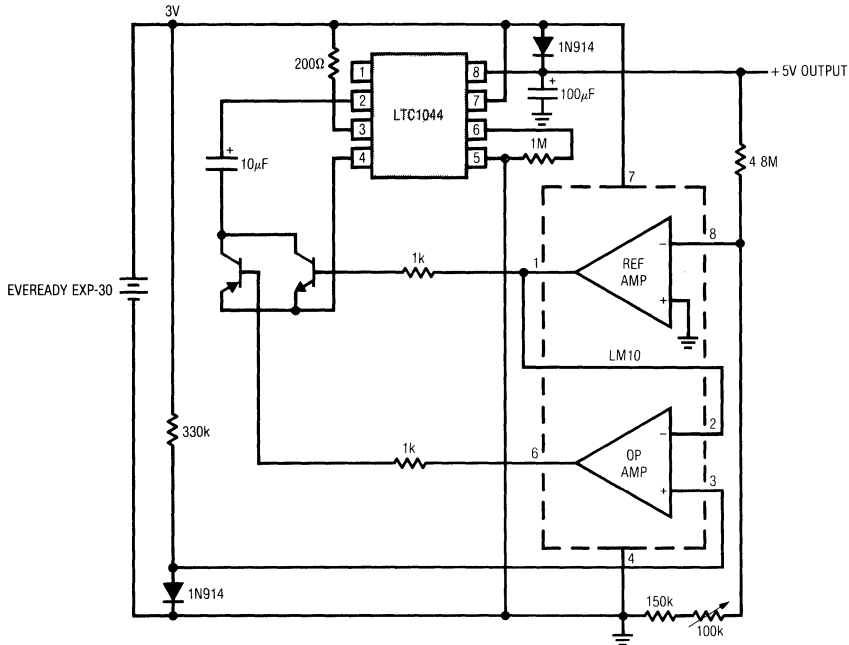 3V
200Ω
1N914
1
2
3
4
LTC1044
8
7
6
5
+
100µF
+5V OUTPUT
1M
4 8M
+
10µF
7
8
1k
1
REF
AMP
−
+
EVEREADY EXP-30
LM10
330k
1k
6
OP
AMP
−
+
2
3
4
1N914
150k
100k